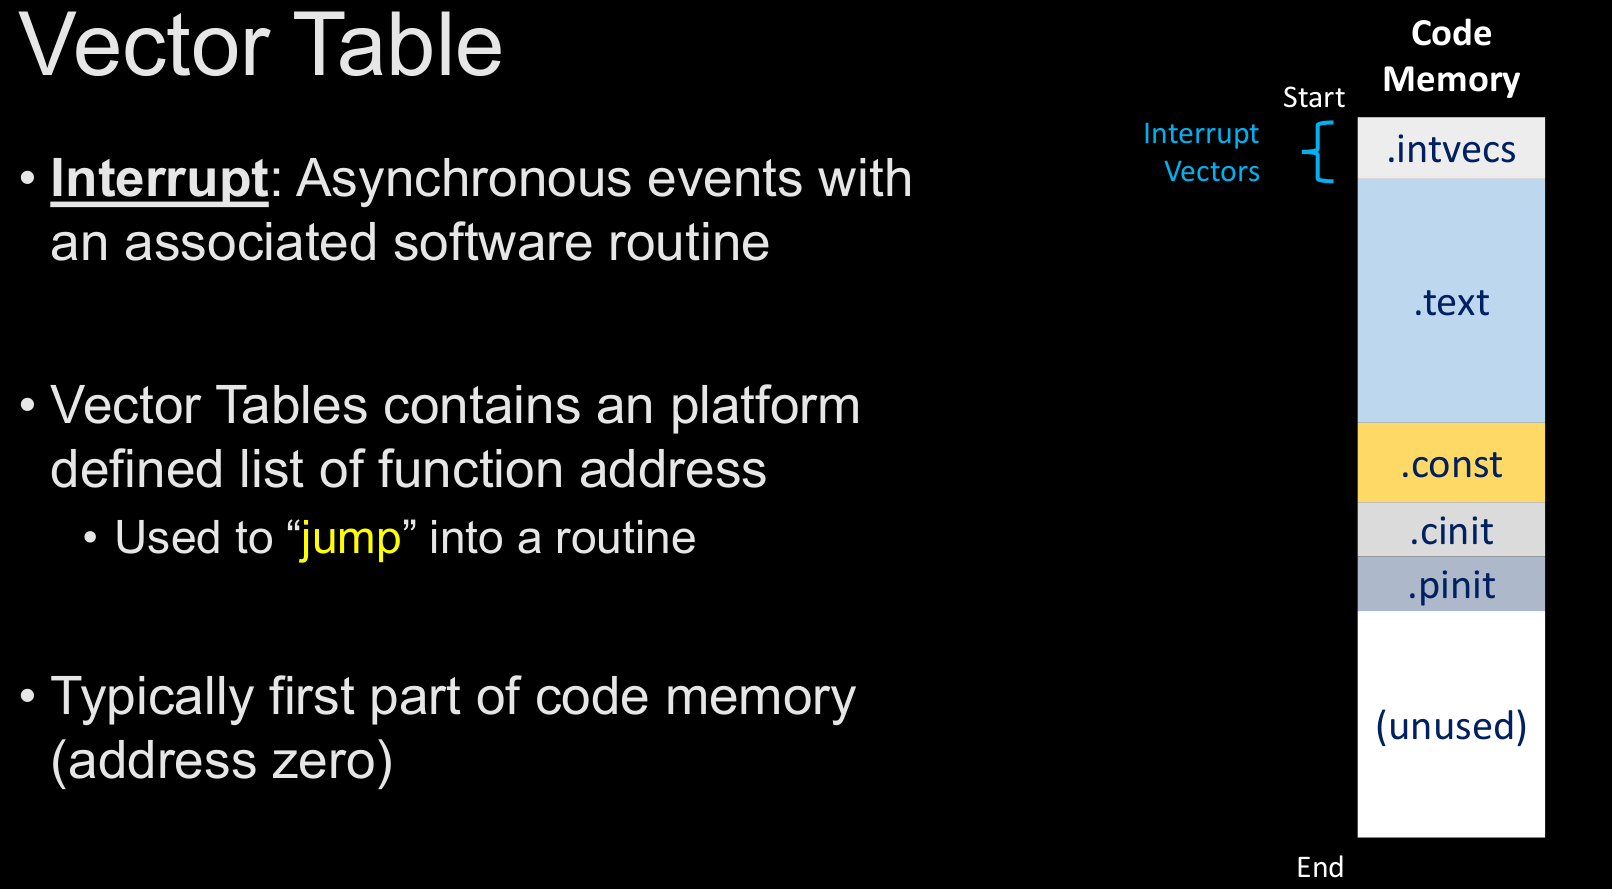 Vector Table
• Interrupt: Asynchronous events with
an associated software routine
• Vector Tables contains an platform
defined list of function address
• Used to “jump” into a routine
• Typically first part of code memory
(address zero)
Code
Memory
Start
Interrupt
Vectors
.intvecs
.text
.const
.cinit
.pinit
(unused)
End